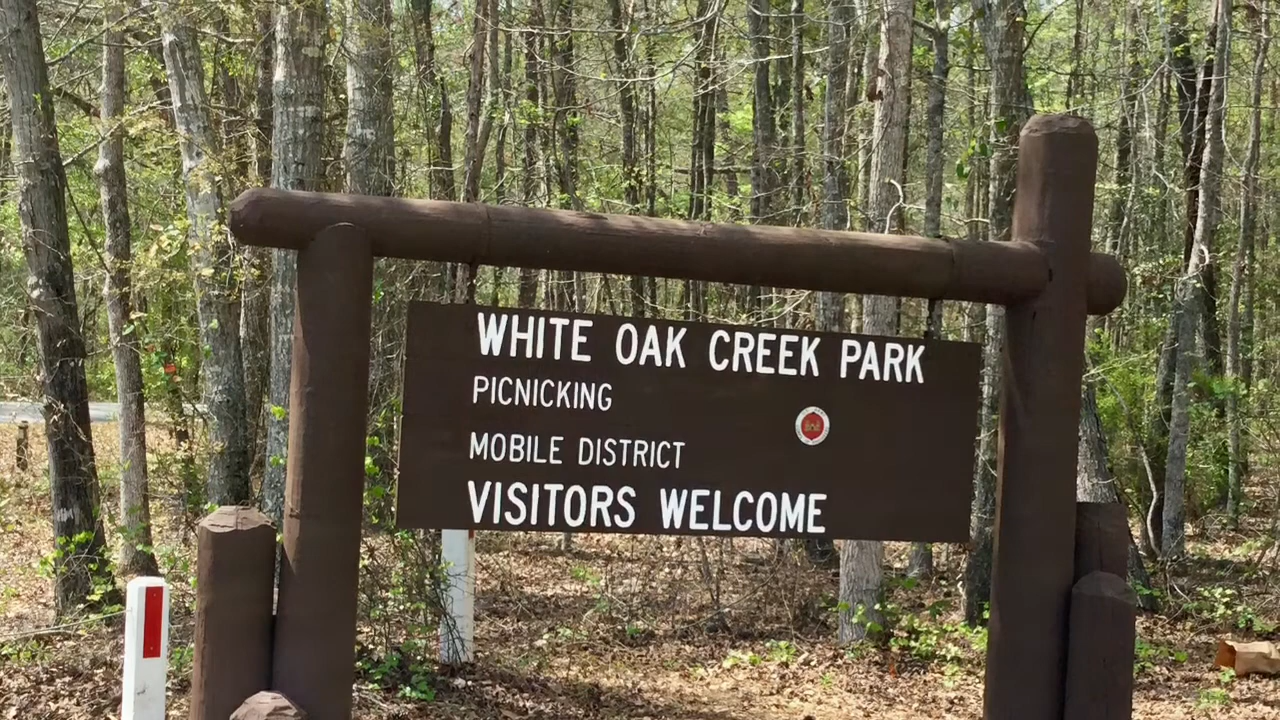 WHITE OAK CREEK PARK
PICNICKING
MOBILE DISTRICT
VISITORS WELCOME